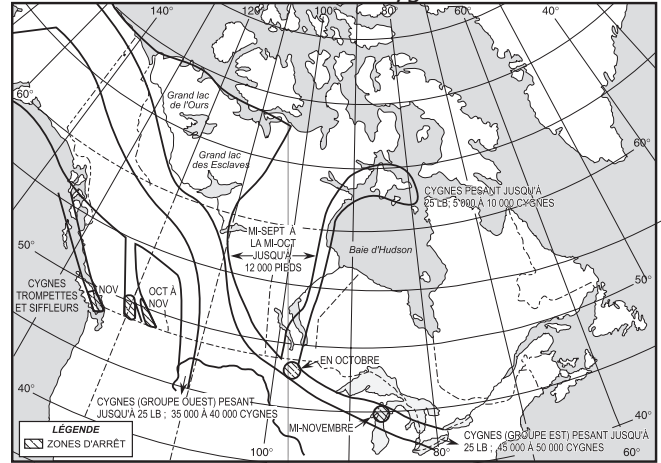 140°
120°
100°
80°
60°
40°
60°
Grand lac
de l'Ours
Grand lac
des Esclaves
60°
CYGNES PESANT JUSQU'À
25 LB; 5 000 À 10 000 CYGNES
MI-SEPT À
LA MI-OCT
JUSQU'À
12 000 PIEDS
Baie d'Hudson
50°
50°
CYGNES
TROMPETTES
ET SIFFLEURS
NOV
OCT À
NOV
EN OCTOBRE
CYGNES (GROUPE OUEST) PESANT
JUSQU'À 25 LB ; 35 000 À 40 000 CYGNES
MI-NOVEMBRE
40°
40°
CYGNES (GROUPE EST) PESANT JUSQU'À
25 LB ; 45 000 À 50 000 CYGNES
LÉGENDE
ZONES D'ARRÊT
100°
80°
60°